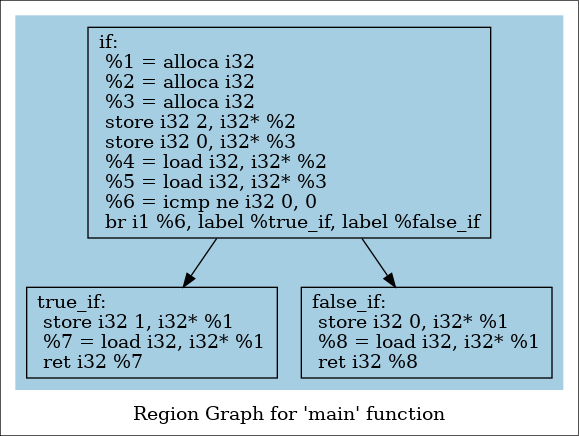 if:
%1 = alloca i32
%2 = alloca i32
%3 = alloca i32
store i32 2, i32* %2
store i32 0, i32* %3
%4 = load i32, i32* %2
%5 = load i32, i32* %3
%6 = icmp ne i32 0, 0
br i1 %6, label %true_if, label %false_if
true_if:
store i32 1, i32* %1
%7 = load i32, i32* %1
ret i32 %7
false_if:
store i32 0, i32* %1
%8 = load i32, i32* %1
ret i32 %8
Region Graph for 'main' function